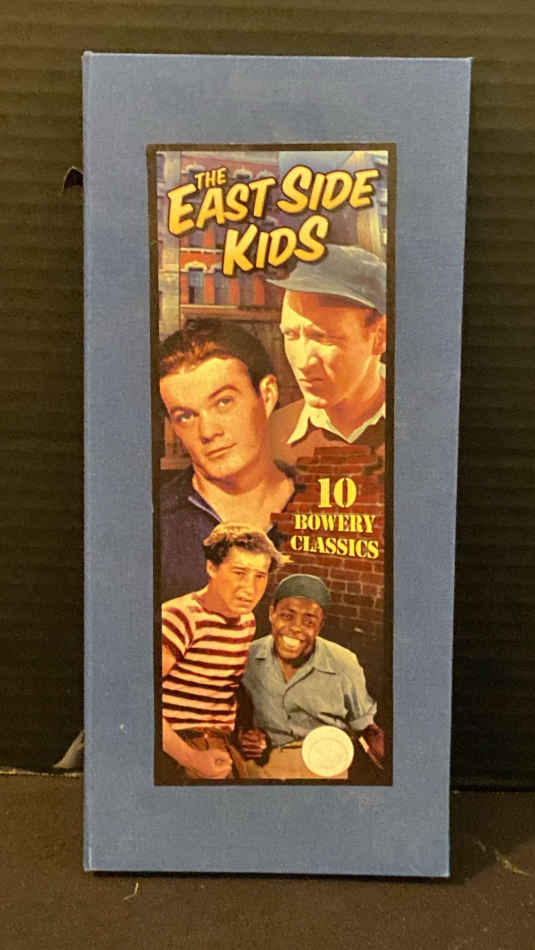 THE
EAST SIDE
KIDS
10
BOWERY
CLASSICS